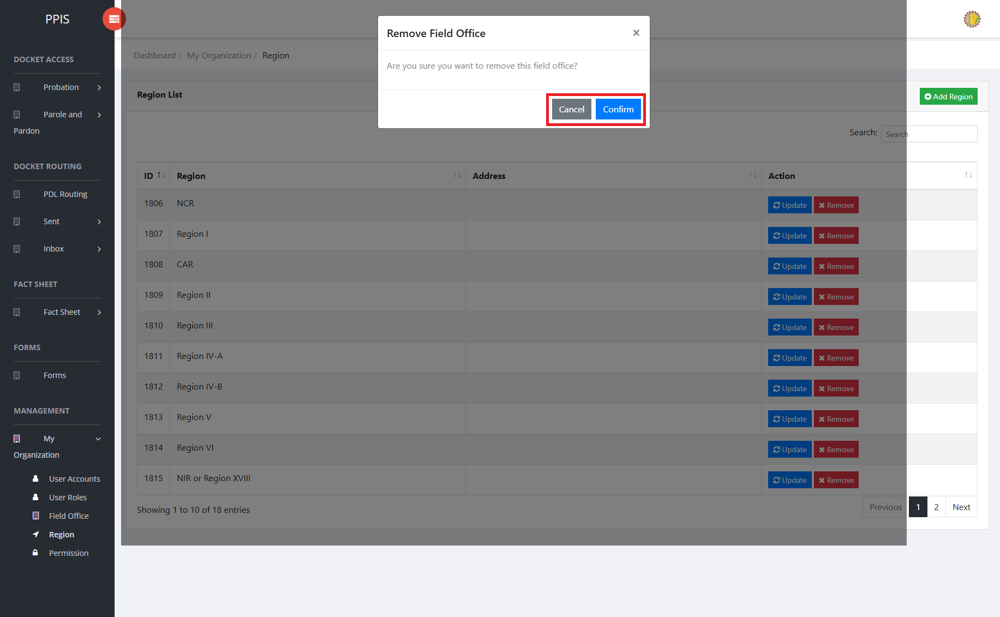 PPIS
DOCKET ACCESS
Probation
Parole and
Pardon
DOCKET ROUTING
PDL Routing
Sent
Inbox
FACT SHEET
Fact Sheet
FORMS
Forms
MANAGEMENT
My
Organization
User Accounts
User Roles
Field Office
Region
Permission
Remove Field Office ×
Are you sure you want to remove this field office?
Cancel Confirm
Dashboard / My Organization / Region
Region List Add Region
Search: Search
ID Region Address Action
1806 NCR Update Remove
1807 Region I Update Remove
1808 CAR Update Remove
1809 Region II Update Remove
1810 Region III Update Remove
1811 Region IV-A Update Remove
1812 Region IV-B Update Remove
1813 Region V Update Remove
1814 Region VI Update Remove
1815 NIR or Region XVIII Update Remove
Showing 1 to 10 of 18 entries Previous 1 2 Next